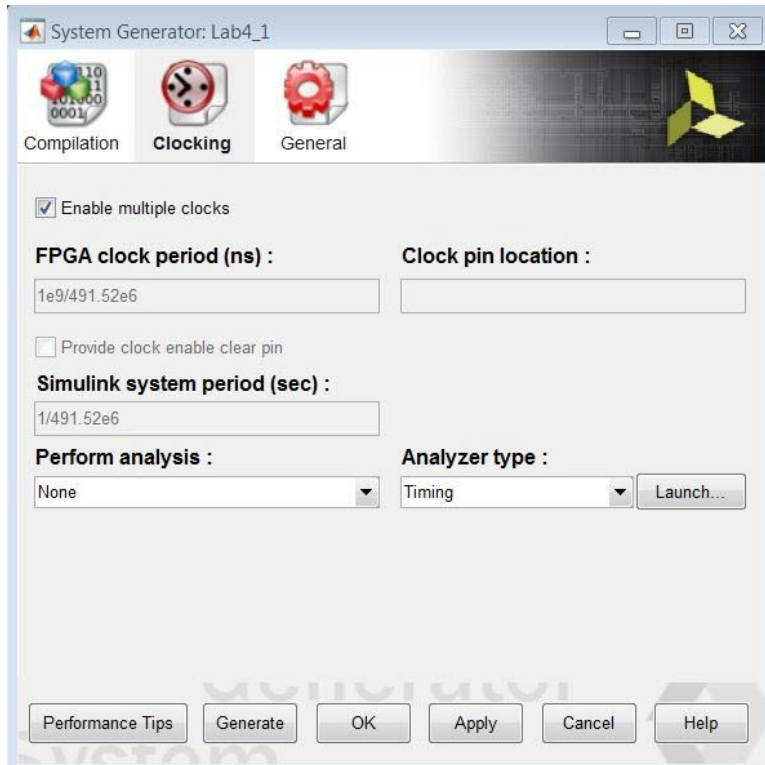 System Generator: Lab4_1
Compilation Clocking General
Enable multiple clocks
FPGA clock period (ns) : Clock pin location :
1e9/491.52e6
Provide clock enable clear pin
Simulink system period (sec) :
1/491.52e6
Perform analysis : Analyzer type :
None Timing Launch...
Generator
Performance Tips Generate OK Apply Cancel Help
System